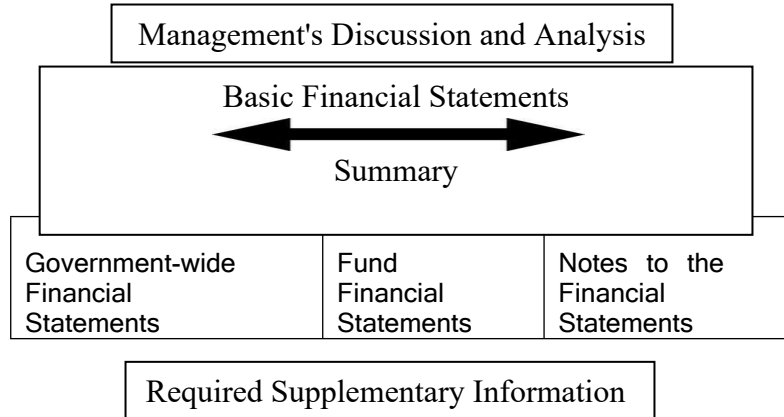 Management's Discussion and Analysis
Basic Financial Statements
Summary
Government-wide
Financial
Statements
Fund
Financial
Statements
Notes to the
Financial
Statements
Required Supplementary Information